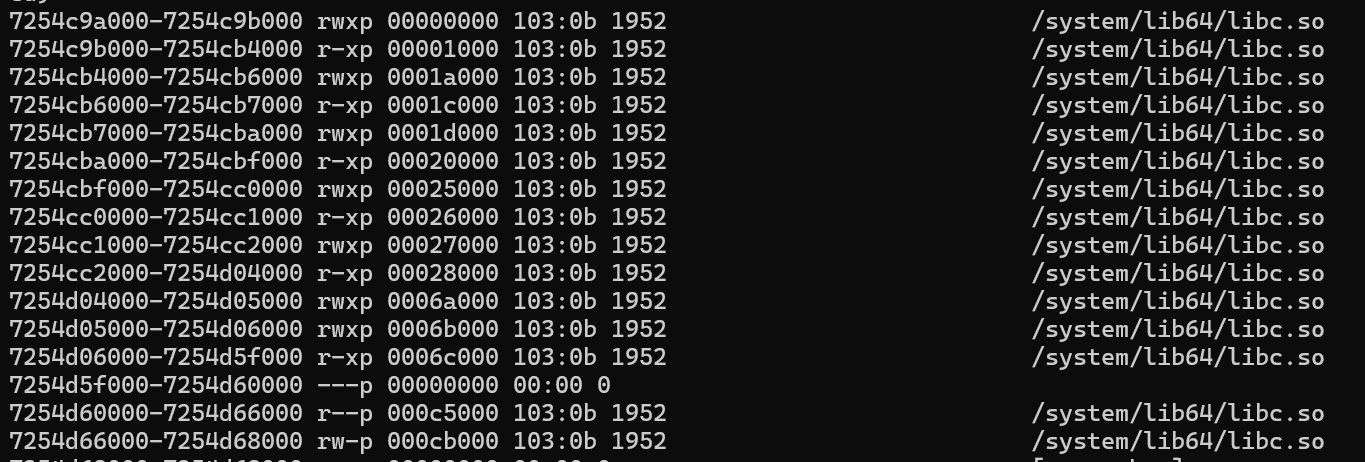 7254c9a000-7254c9b000 rwxp 00000000 103:0b 1952 /system/lib64/libc.so
7254c9b000-7254cb4000 r-xp 00001000 103:0b 1952 /system/lib64/libc.so
7254cb4000-7254cb6000 rwxp 0001a000 103:0b 1952 /system/lib64/libc.so
7254cb6000-7254cb7000 r-xp 0001c000 103:0b 1952 /system/lib64/libc.so
7254cb7000-7254cba000 rwxp 0001d000 103:0b 1952 /system/lib64/libc.so
7254cba000-7254cbf000 r-xp 00020000 103:0b 1952 /system/lib64/libc.so
7254cbf000-7254cc0000 rwxp 00025000 103:0b 1952 /system/lib64/libc.so
7254cc0000-7254cc1000 r-xp 00026000 103:0b 1952 /system/lib64/libc.so
7254cc1000-7254cc2000 rwxp 00027000 103:0b 1952 /system/lib64/libc.so
7254cc2000-7254d04000 r-xp 00028000 103:0b 1952 /system/lib64/libc.so
7254d04000-7254d05000 rwxp 0006a000 103:0b 1952 /system/lib64/libc.so
7254d05000-7254d06000 rwxp 0006b000 103:0b 1952 /system/lib64/libc.so
7254d06000-7254d5f000 r-xp 0006c000 103:0b 1952 /system/lib64/libc.so
7254d5f000-7254d60000 ---p 00000000 00:00 0
7254d60000-7254d66000 r--p 000c5000 103:0b 1952 /system/lib64/libc.so
7254d66000-7254d68000 rw-p 000cb000 103:0b 1952 /system/lib64/libc.so